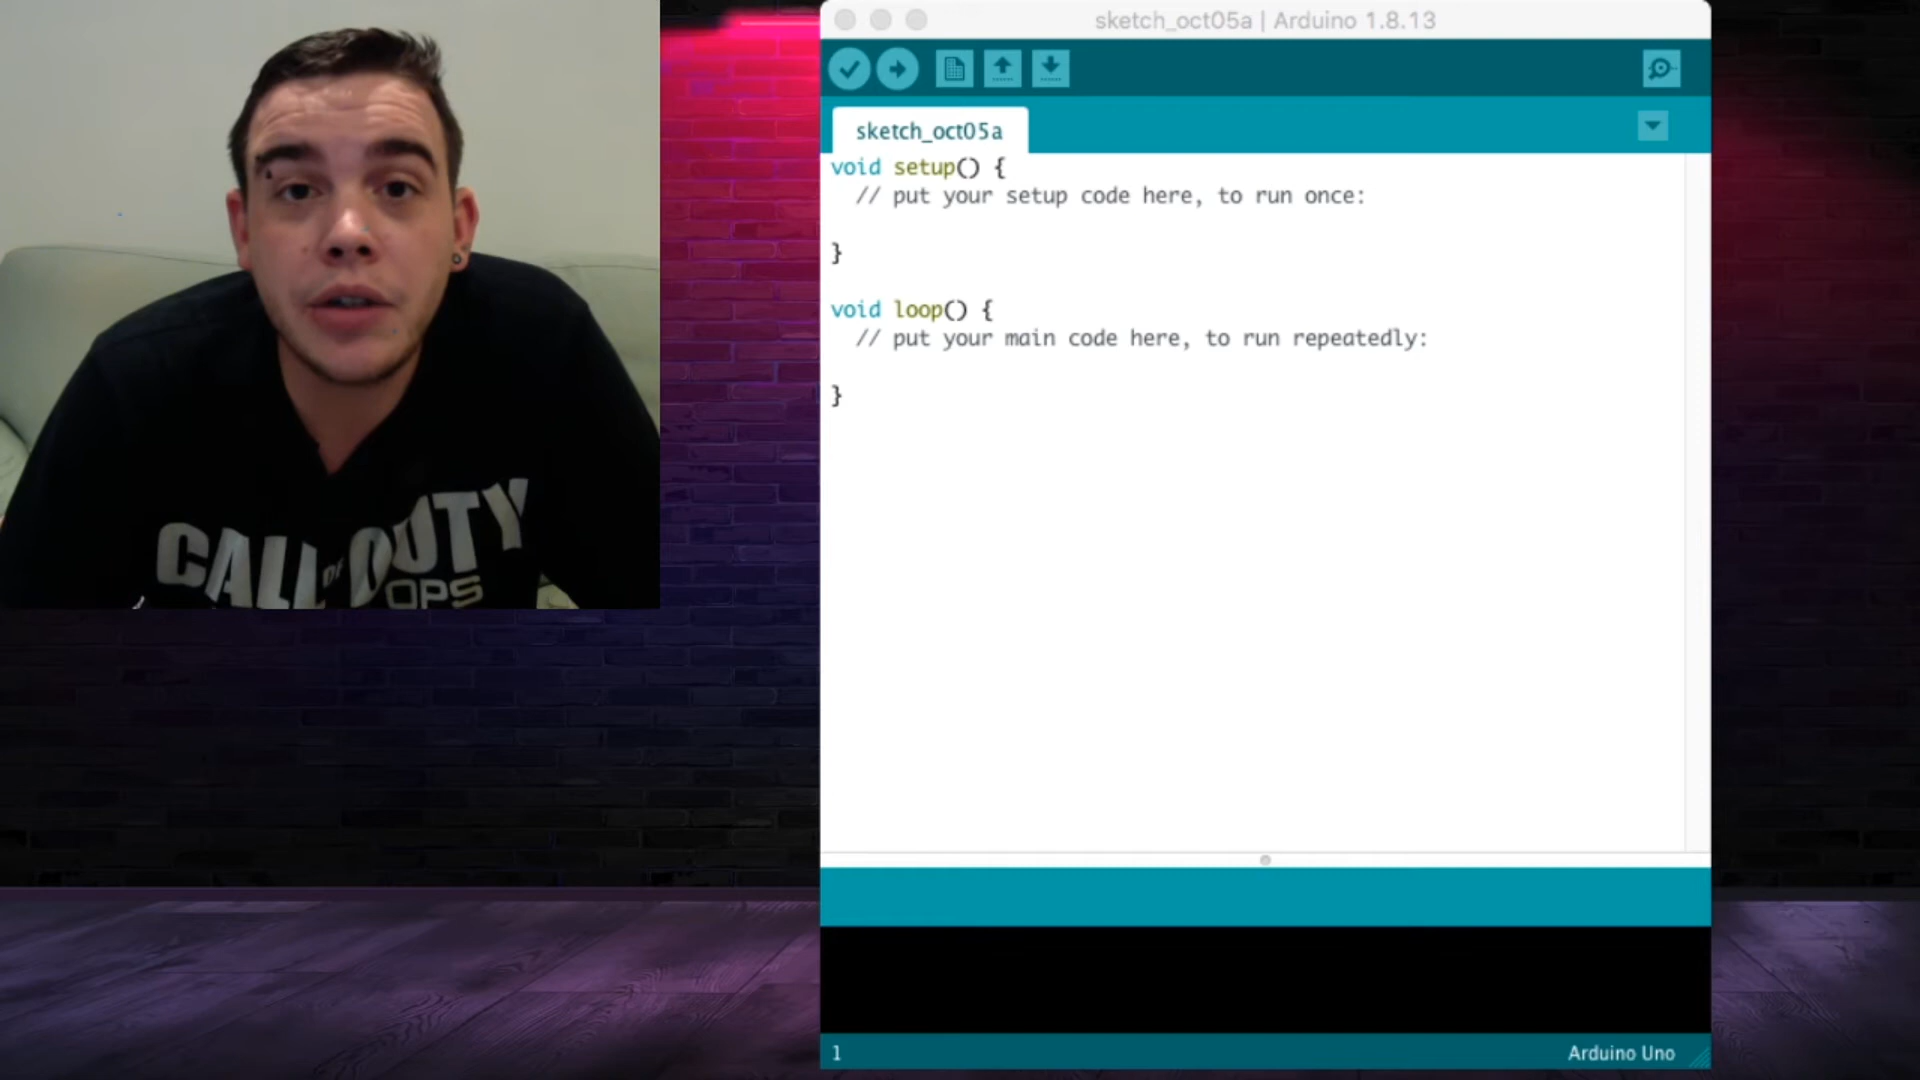 CALL OF DUTY
OPS
sketch_oct05a | Arduino 1.8.13
sketch_oct05a
void setup() {
// put your setup code here, to run once:
}
void loop() {
// put your main code here, to run repeatedly:
}
1
Arduino Uno